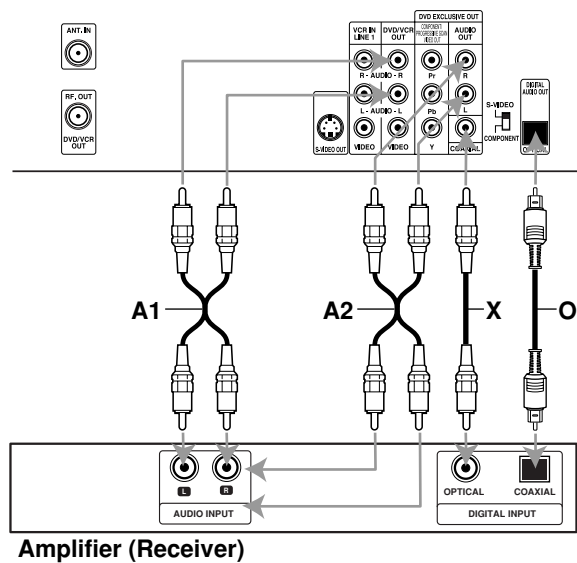 DVD EXCLUSIVE OUT
ANT. IN
VCR IN
LINE 1
DVD/VCR
OUT
COMPONENT/
PROGRESSIVE SCAN
VIDEO OUT
AUDIO
OUT
R - AUDIO - R
Pr
R
DIGITAL
AUDIO OUT
RF. OUT
DVD/VCR
OUT
L - AUDIO - L
Pb
L
S-VIDEO
COMPONENT
S-VIDEO OUT
VIDEO
VIDEO
Y
COAXIAL
OPTICAL
A1
A2
X
O
L
R
AUDIO INPUT
OPTICAL
COAXIAL
DIGITAL INPUT
Amplifier (Receiver)